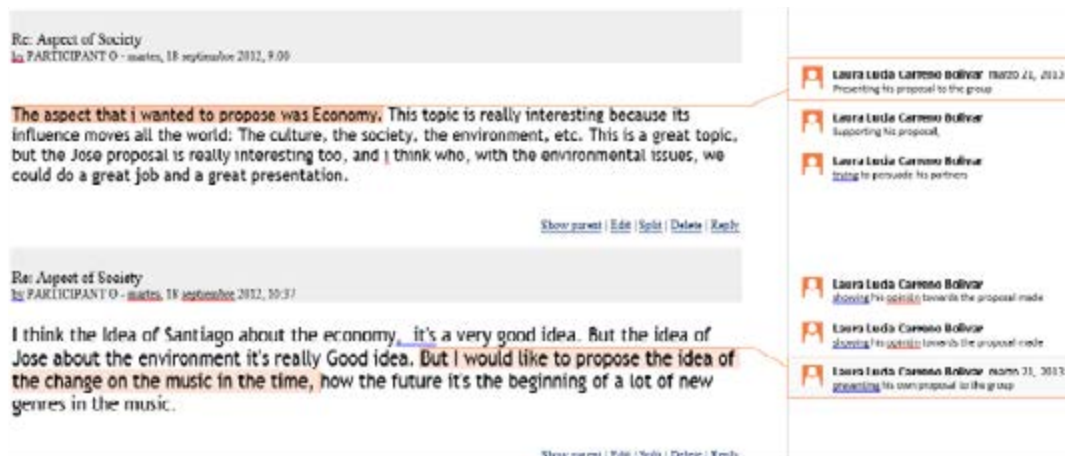 Re: Aspect of Society
by PARTICIPANT O - martes, 18 septiembre 2012, 9:00
The aspect that i wanted to propose was Economy. This topic is really interesting because its
influence moves all the world: The culture, the society, the environment, etc. This is a great topic,
but the Jose proposal is really interesting too, and i think who, with the environmental issues, we
could do a great job and a great presentation.
Show parent | Edit | Split | Delete | Reply
Re: Aspect of Society
by PARTICIPANT O - martes, 18 septiembre 2012, 10:37
I think the Idea of Santiago about the economy, it's a very good idea. But the idea of
Jose about the environment it's really Good idea. But I would like to propose the idea of
the change on the music in the time, how the future it's the beginning of a lot of new
genres in the music.
Show parent | Edit | Split | Delete | Reply
Laura Lucia Carreno Bolivar marzo 21, 2013
Presenting his proposal to the group
Laura Lucia Carreno Bolivar
Supporting his proposal,
Laura Lucia Carreno Bolivar
trying to persuade his partners
Laura Lucia Carreno Bolivar
showing his opinión towards the proposal made
Laura Lucia Carreno Bolivar
showing his opinión towards the proposal made
Laura Lucia Carreno Bolivar marzo 21, 2013
presenting his own proposal to the group